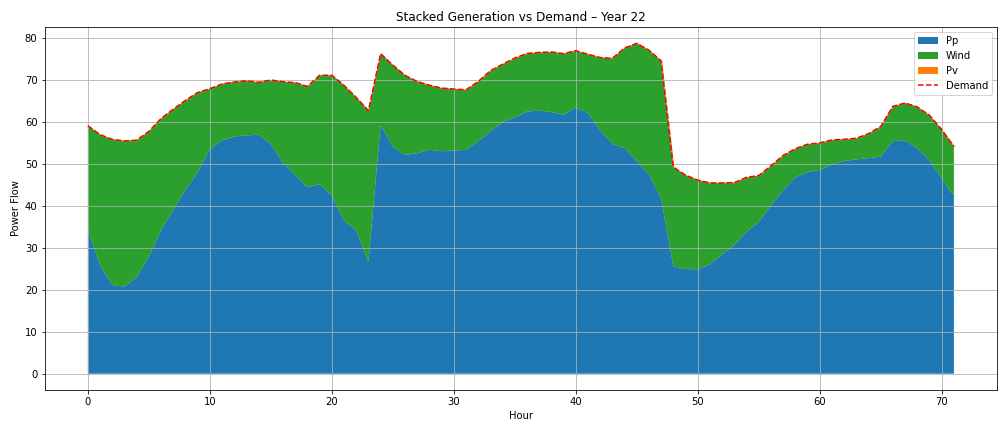 Stacked Generation vs Demand – Year 22
Pp
Wind
Pv
Demand
80
70
60
50
40
30
20
10
0
Power Flow
0 10 20 30 40 50 60 70
Hour